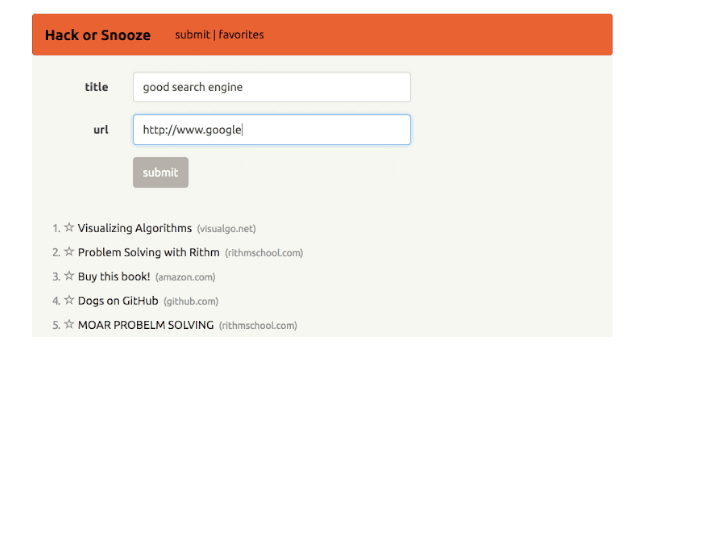 Hack or Snooze submit | favorites
title good search engine
url http://www.google
submit
1. ☆ Visualizing Algorithms (visualgo.net)
2. ☆ Problem Solving with Rithm (rithmschool.com)
3. ☆ Buy this book! (amazon.com)
4. ☆ Dogs on GitHub (github.com)
5. ☆ MOAR PROBELM SOLVING (rithmschool.com)